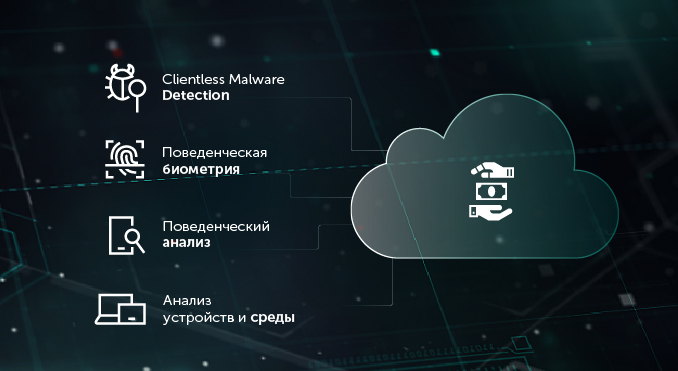 Clientless Malware
Detection
Поведенческая
биометрия
Поведенческий
анализ
Анализ
устройств и среды